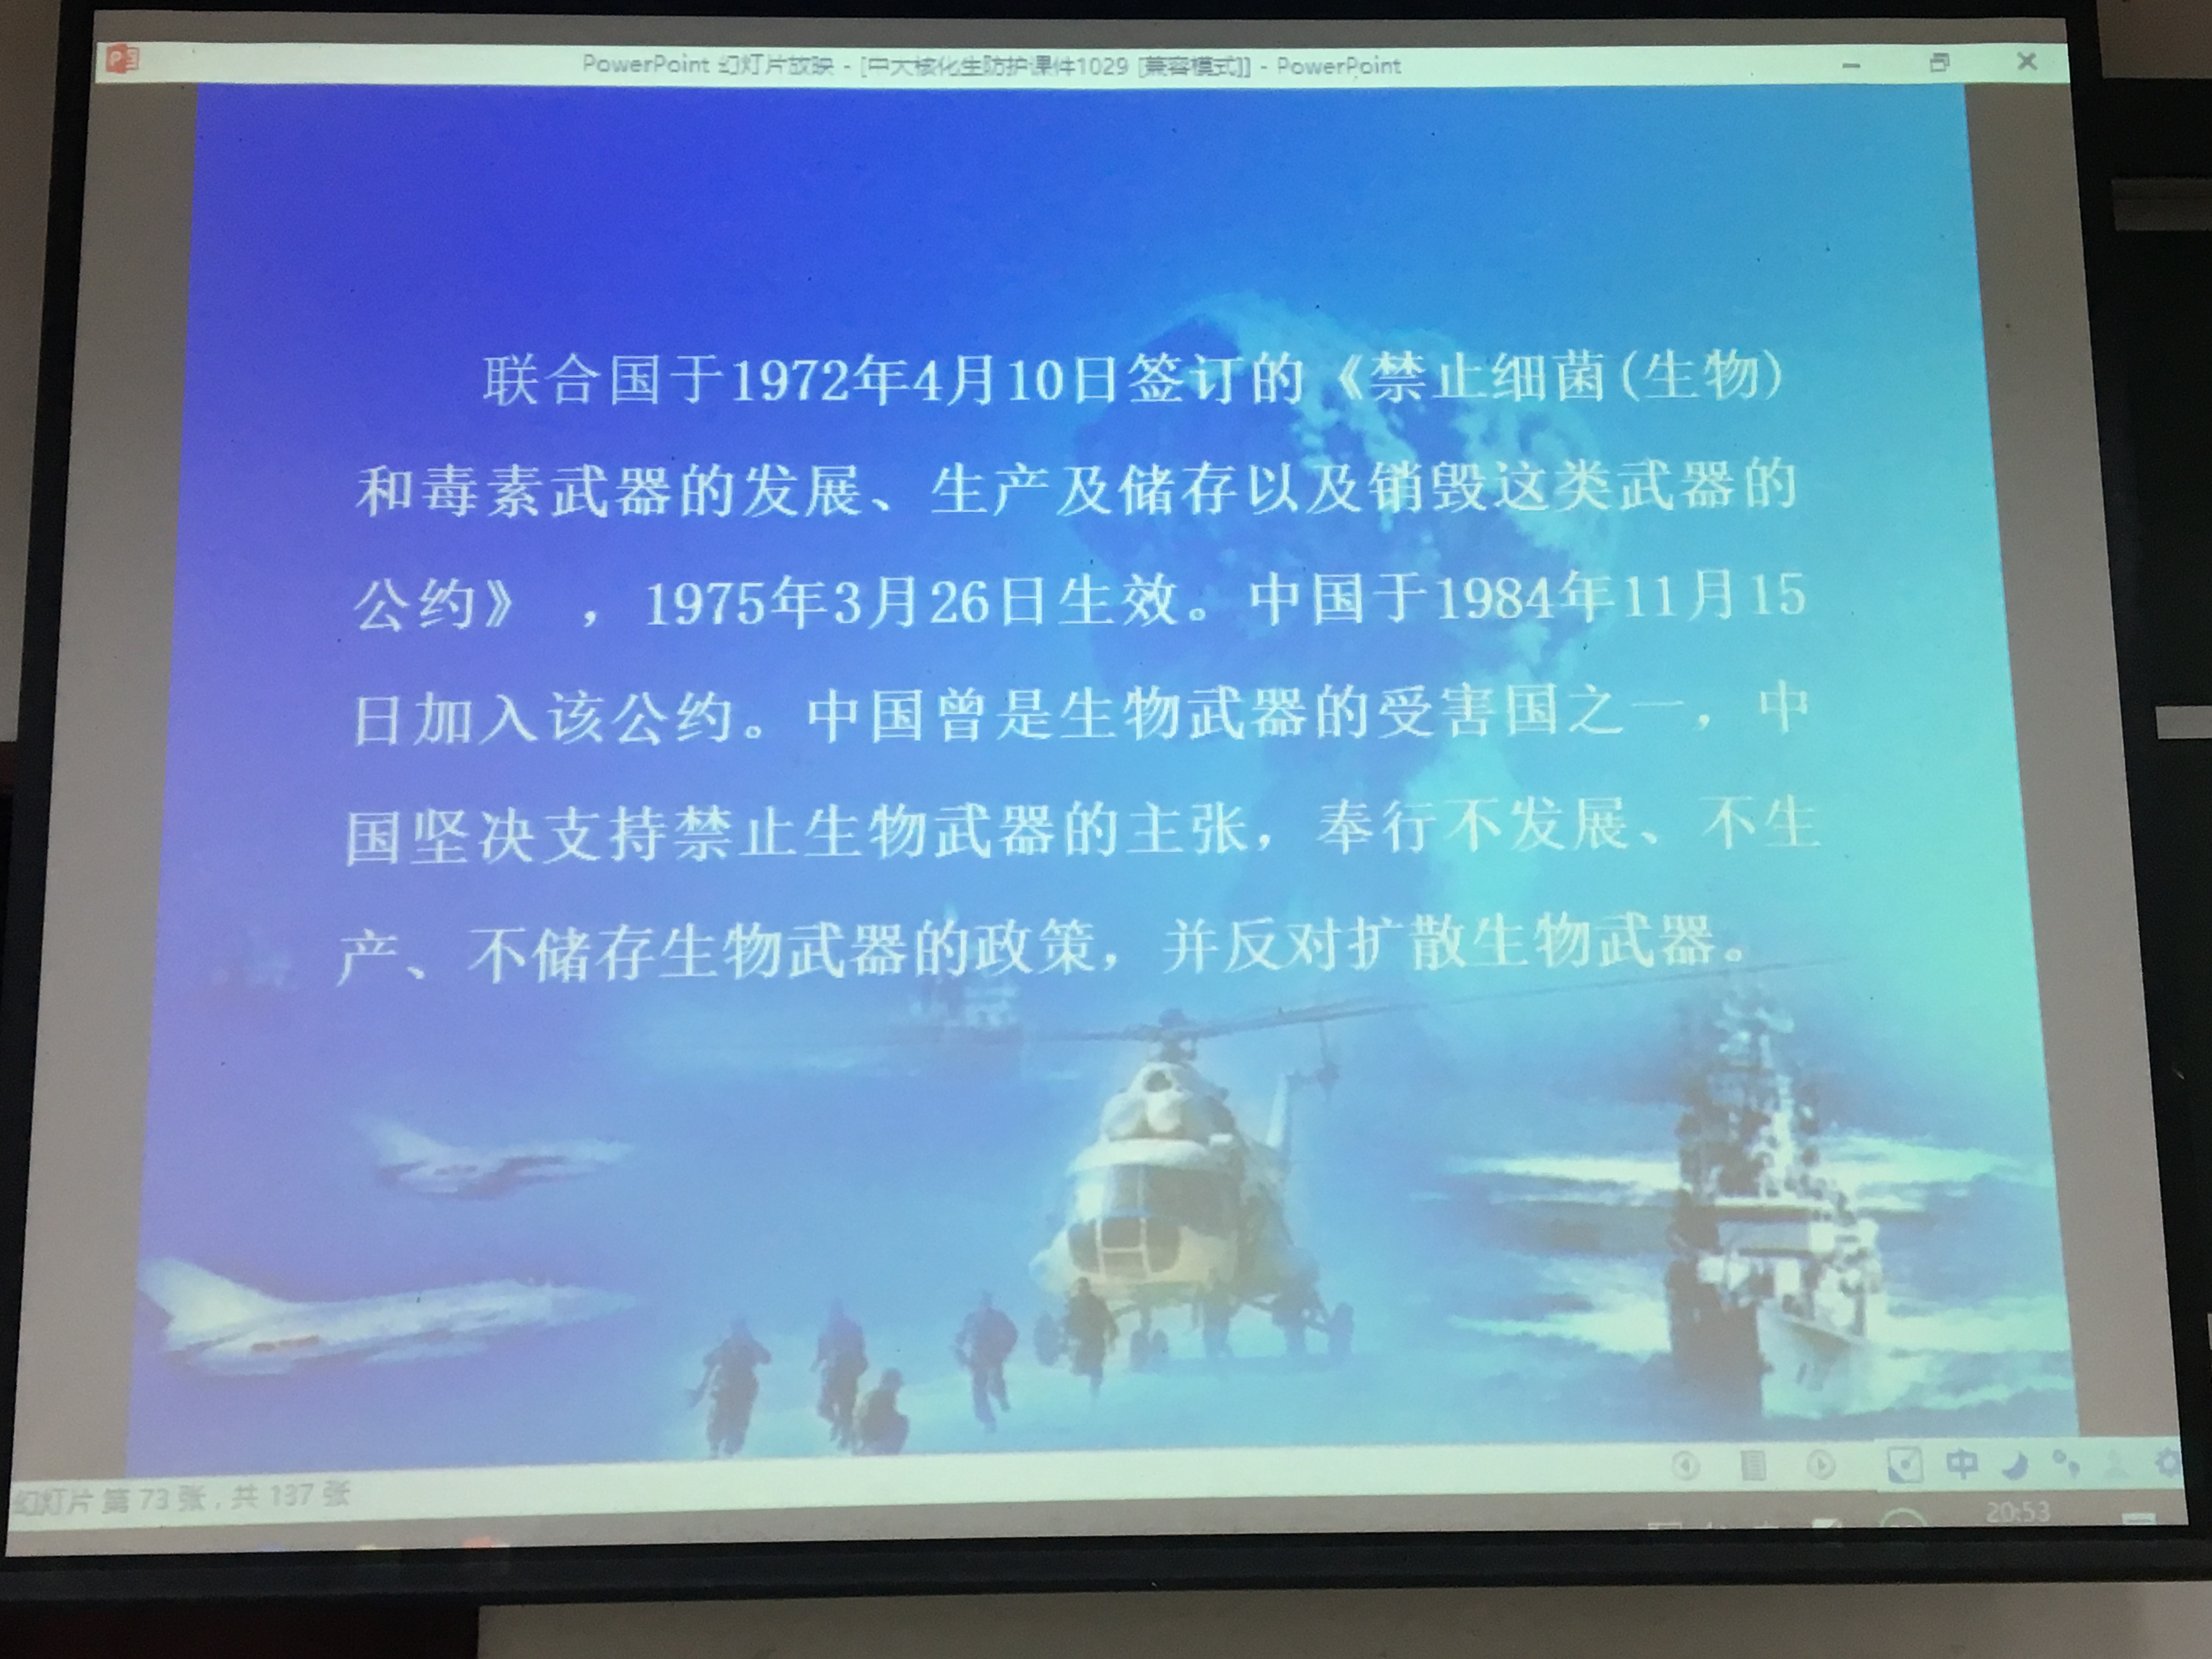 PowerPoint 幻灯片放映 - [中大核化生防护课件1029 [兼容模式]] - PowerPoint
联合国于1972年4月10日签订的《禁止细菌(生物)
和毒素武器的发展、生产及储存以及销毁这类武器的
公约》 ，1975年3月26日生效。中国于1984年11月15
日加入该公约。中国曾是生物武器的受害国之一，中
国坚决支持禁止生物武器的主张，奉行不发展、不生
产、不储存生物武器的政策，并反对扩散生物武器。
中
幻灯片 第 73 张，共 137 张
20:53